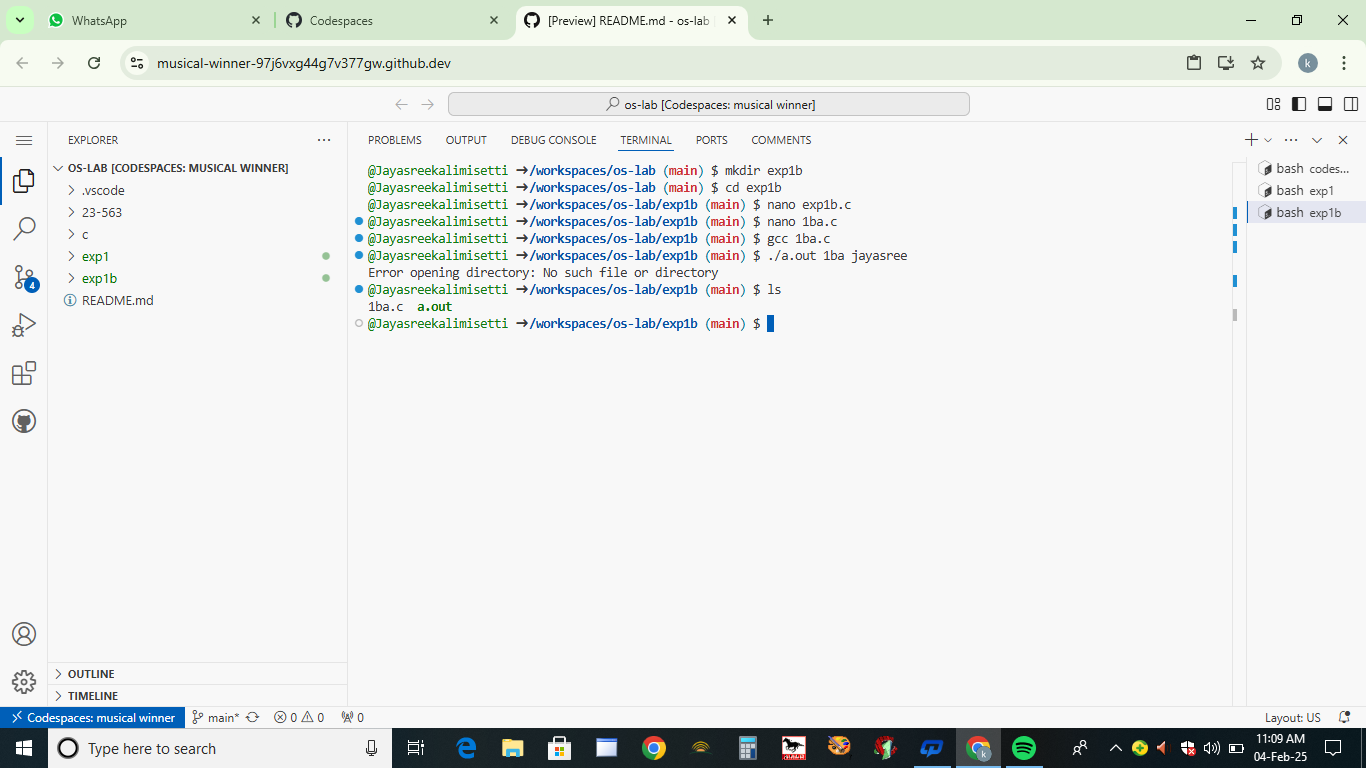 WhatsApp
Codespaces
[Preview] README.md - os-lab
musical-winner-97j6vxg44g7v377gw.github.dev
k
os-lab [Codespaces: musical winner]
EXPLORER
OS-LAB [CODESPACES: MUSICAL WINNER]
.vscode
23-563
c
exp1
exp1b
README.md
4
OUTLINE
TIMELINE
PROBLEMS OUTPUT DEBUG CONSOLE TERMINAL PORTS COMMENTS
@Jayasreekalimisetti ➜/workspaces/os-lab (main) $ mkdir exp1b
@Jayasreekalimisetti ➜/workspaces/os-lab (main) $ cd exp1b
@Jayasreekalimisetti ➜/workspaces/os-lab/exp1b (main) $ nano exp1b.c
@Jayasreekalimisetti ➜/workspaces/os-lab/exp1b (main) $ nano 1ba.c
@Jayasreekalimisetti ➜/workspaces/os-lab/exp1b (main) $ gcc 1ba.c
@Jayasreekalimisetti ➜/workspaces/os-lab/exp1b (main) $ ./a.out 1ba jayasree
Error opening directory: No such file or directory
@Jayasreekalimisetti ➜/workspaces/os-lab/exp1b (main) $ ls
1ba.c a.out
@Jayasreekalimisetti ➜/workspaces/os-lab/exp1b (main) $
bash codes...
bash exp1
bash exp1b
Codespaces: musical winner main* 0 0 0 Layout: US
Type here to search
k
11:09 AM
04-Feb-25